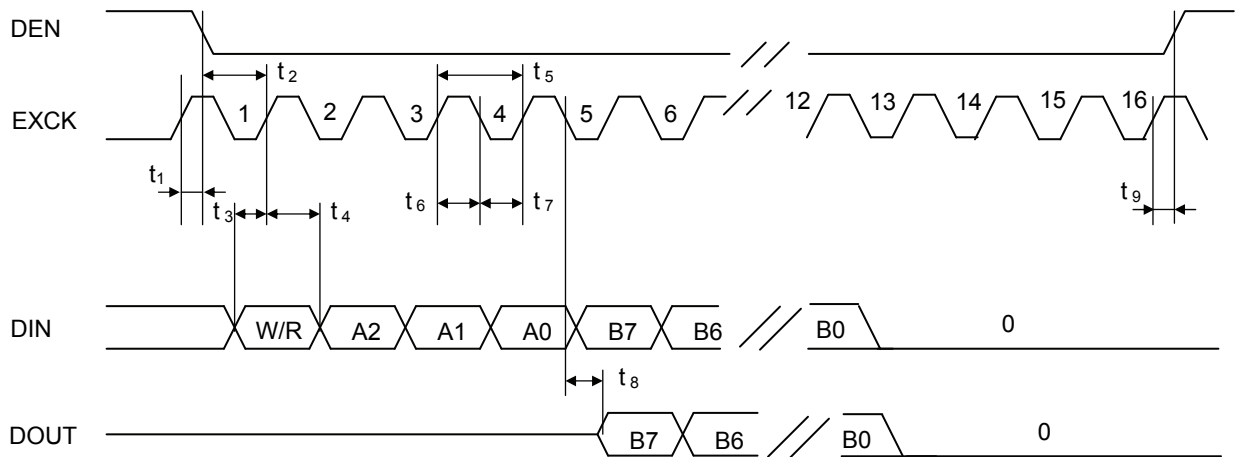 DEN
t2 t5
EXCK 1 2 3 4 5 6 12 13 14 15 16
t1 t3 t4 t6 t7 t9
DIN W/R A2 A1 A0 B7 B6 B0 0
t8
DOUT B7 B6 B0 0